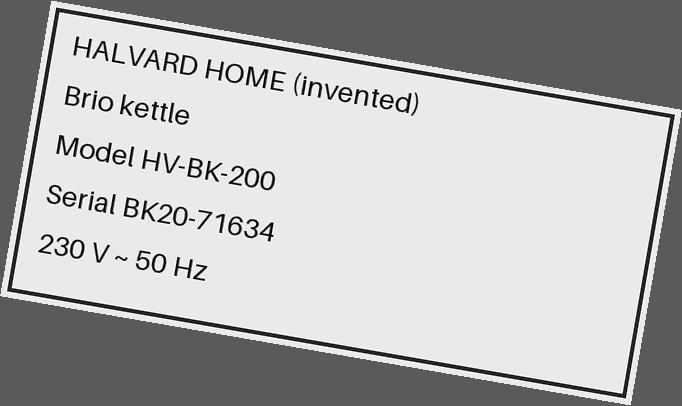 HALVARD HOME (invented)
Brio kettle
Model HV-BK-200
Serial BK20-71634
230 V ~ 50 Hz